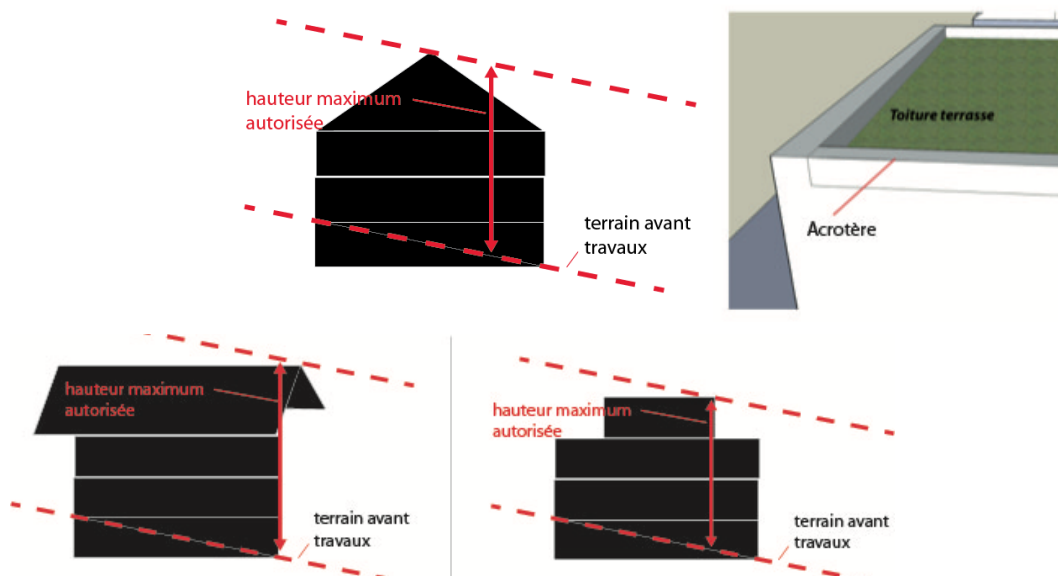 hauteur maximum
autorisée
terrain avant
travaux
Toiture terrasse
Acrotère
hauteur maximum
autorisée
terrain avant
travaux
hauteur maximum
autorisée
terrain avant
travaux